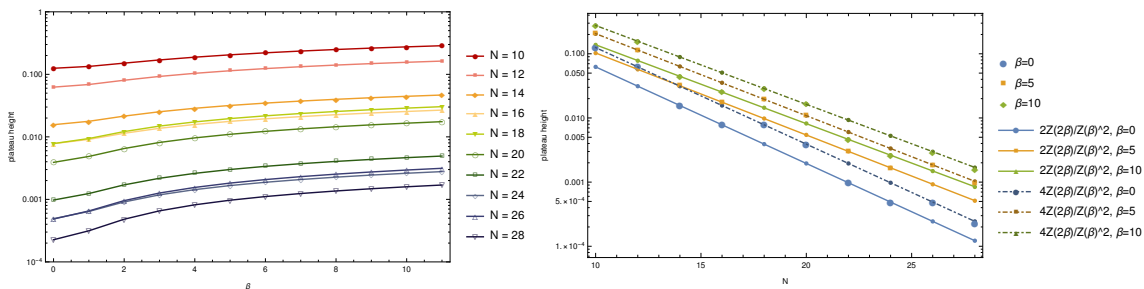 1
0.100
0.010
0.001
10⁻⁴
plateau height
0
2
4
6
8
10
β
N = 10
N = 12
N = 14
N = 16
N = 18
N = 20
N = 22
N = 24
N = 26
N = 28
0.100
0.050
0.010
0.005
0.001
5.×10⁻⁴
1.×10⁻⁴
plateau height
10
15
20
25
N
β=0
β=5
β=10
2Z(2β)/Z(β)^2, β=0
2Z(2β)/Z(β)^2, β=5
2Z(2β)/Z(β)^2, β=10
4Z(2β)/Z(β)^2, β=0
4Z(2β)/Z(β)^2, β=5
4Z(2β)/Z(β)^2, β=10